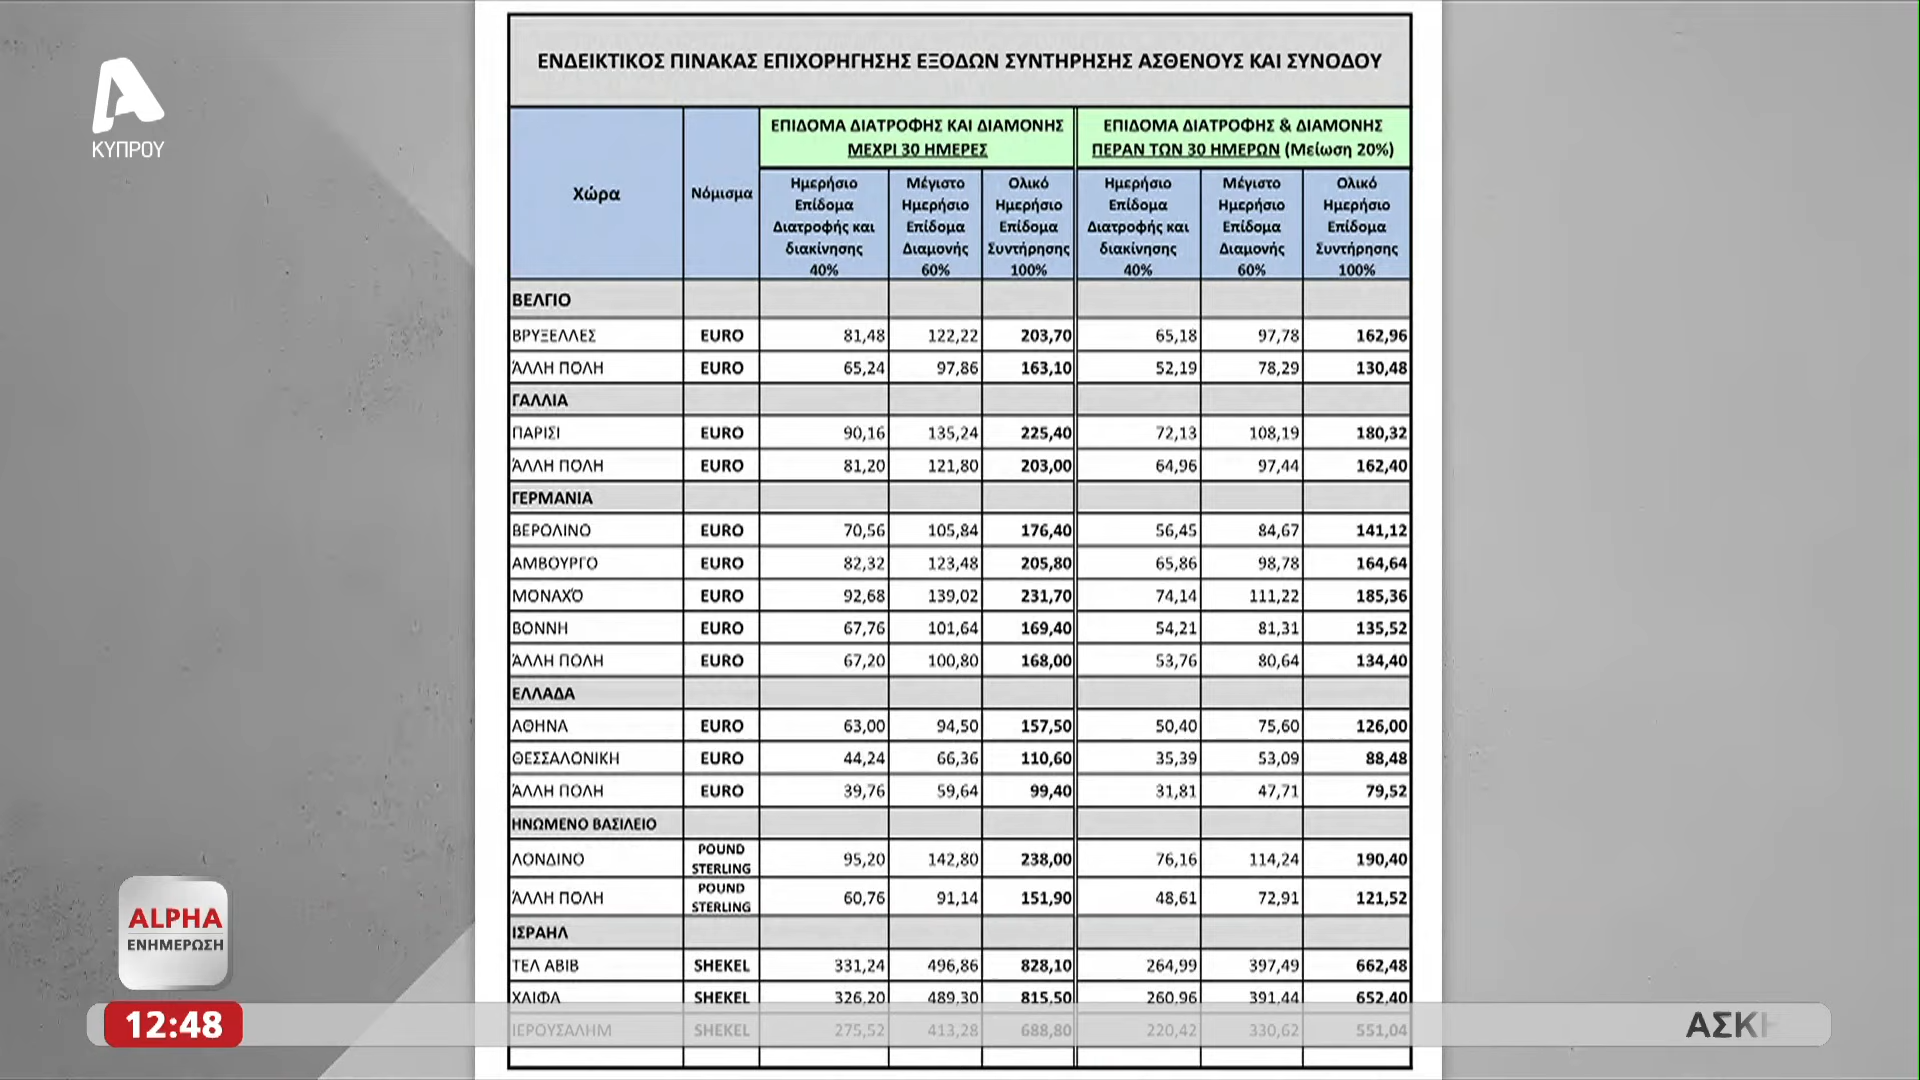 ΚΥΠΡΟΥ
ΕΝΔΕΙΚΤΙΚΟΣ ΠΙΝΑΚΑΣ ΕΠΙΧΟΡΗΓΗΣΗΣ ΕΞΟΔΩΝ ΣΥΝΤΗΡΗΣΗΣ ΑΣΘΕΝΟΥΣ ΚΑΙ ΣΥΝΟΔΟΥ
Χώρα
Νόμισμα
ΕΠΙΔΟΜΑ ΔΙΑΤΡΟΦΗΣ ΚΑΙ ΔΙΑΜΟΝΗΣ
ΜΕΧΡΙ 30 ΗΜΕΡΕΣ
ΕΠΙΔΟΜΑ ΔΙΑΤΡΟΦΗΣ & ΔΙΑΜΟΝΗΣ
ΠΕΡΑΝ ΤΩΝ 30 ΗΜΕΡΩΝ (Μείωση 20%)
Ημερήσιο
Επίδομα
Διατροφής και
διακίνησης
40%
Μέγιστο
Ημερήσιο
Επίδομα
Διαμονής
60%
Ολικό
Ημερήσιο
Επίδομα
Συντήρησης
100%
Ημερήσιο
Επίδομα
Διατροφής και
διακίνησης
40%
Μέγιστο
Ημερήσιο
Επίδομα
Διαμονής
60%
Ολικό
Ημερήσιο
Επίδομα
Συντήρησης
100%
ΒΕΛΓΙΟ
ΒΡΥΞΕΛΛΕΣ EURO 81,48 122,22 203,70 65,18 97,78 162,96
ΆΛΛΗ ΠΟΛΗ EURO 65,24 97,86 163,10 52,19 78,29 130,48
ΓΑΛΛΙΑ
ΠΑΡΙΣΙ EURO 90,16 135,24 225,40 72,13 108,19 180,32
ΆΛΛΗ ΠΟΛΗ EURO 81,20 121,80 203,00 64,96 97,44 162,40
ΓΕΡΜΑΝΙΑ
ΒΕΡΟΛΙΝΟ EURO 70,56 105,84 176,40 56,45 84,67 141,12
ΑΜΒΟΥΡΓΟ EURO 82,32 123,48 205,80 65,86 98,78 164,64
ΜΟΝΑΧΌ EURO 92,68 139,02 231,70 74,14 111,22 185,36
ΒΟΝΝΗ EURO 67,76 101,64 169,40 54,21 81,31 135,52
ΆΛΛΗ ΠΟΛΗ EURO 67,20 100,80 168,00 53,76 80,64 134,40
ΕΛΛΑΔΑ
ΑΘΗΝΑ EURO 63,00 94,50 157,50 50,40 75,60 126,00
ΘΕΣΣΑΛΟΝΙΚΗ EURO 44,24 66,36 110,60 35,39 53,09 88,48
ΆΛΛΗ ΠΟΛΗ EURO 39,76 59,64 99,40 31,81 47,71 79,52
ΗΝΩΜΕΝΟ ΒΑΣΙΛΕΙΟ
ΛΟΝΔΙΝΟ POUND STERLING 95,20 142,80 238,00 76,16 114,24 190,40
ΆΛΛΗ ΠΟΛΗ POUND STERLING 60,76 91,14 151,90 48,61 72,91 121,52
ΙΣΡΑΗΛ
ΤΕΛ ΑΒΙΒ SHEKEL 331,24 496,86 828,10 264,99 397,49 662,48
ΧΑΙΦΑ SHEKEL 326,20 489,30 815,50 260,96 391,44 652,40
ΙΕΡΟΥΣΑΛΗΜ SHEKEL 275,52 413,28 688,80 220,42 330,62 551,04
ALPHA
ΕΝΗΜΕΡΩΣΗ
12:48